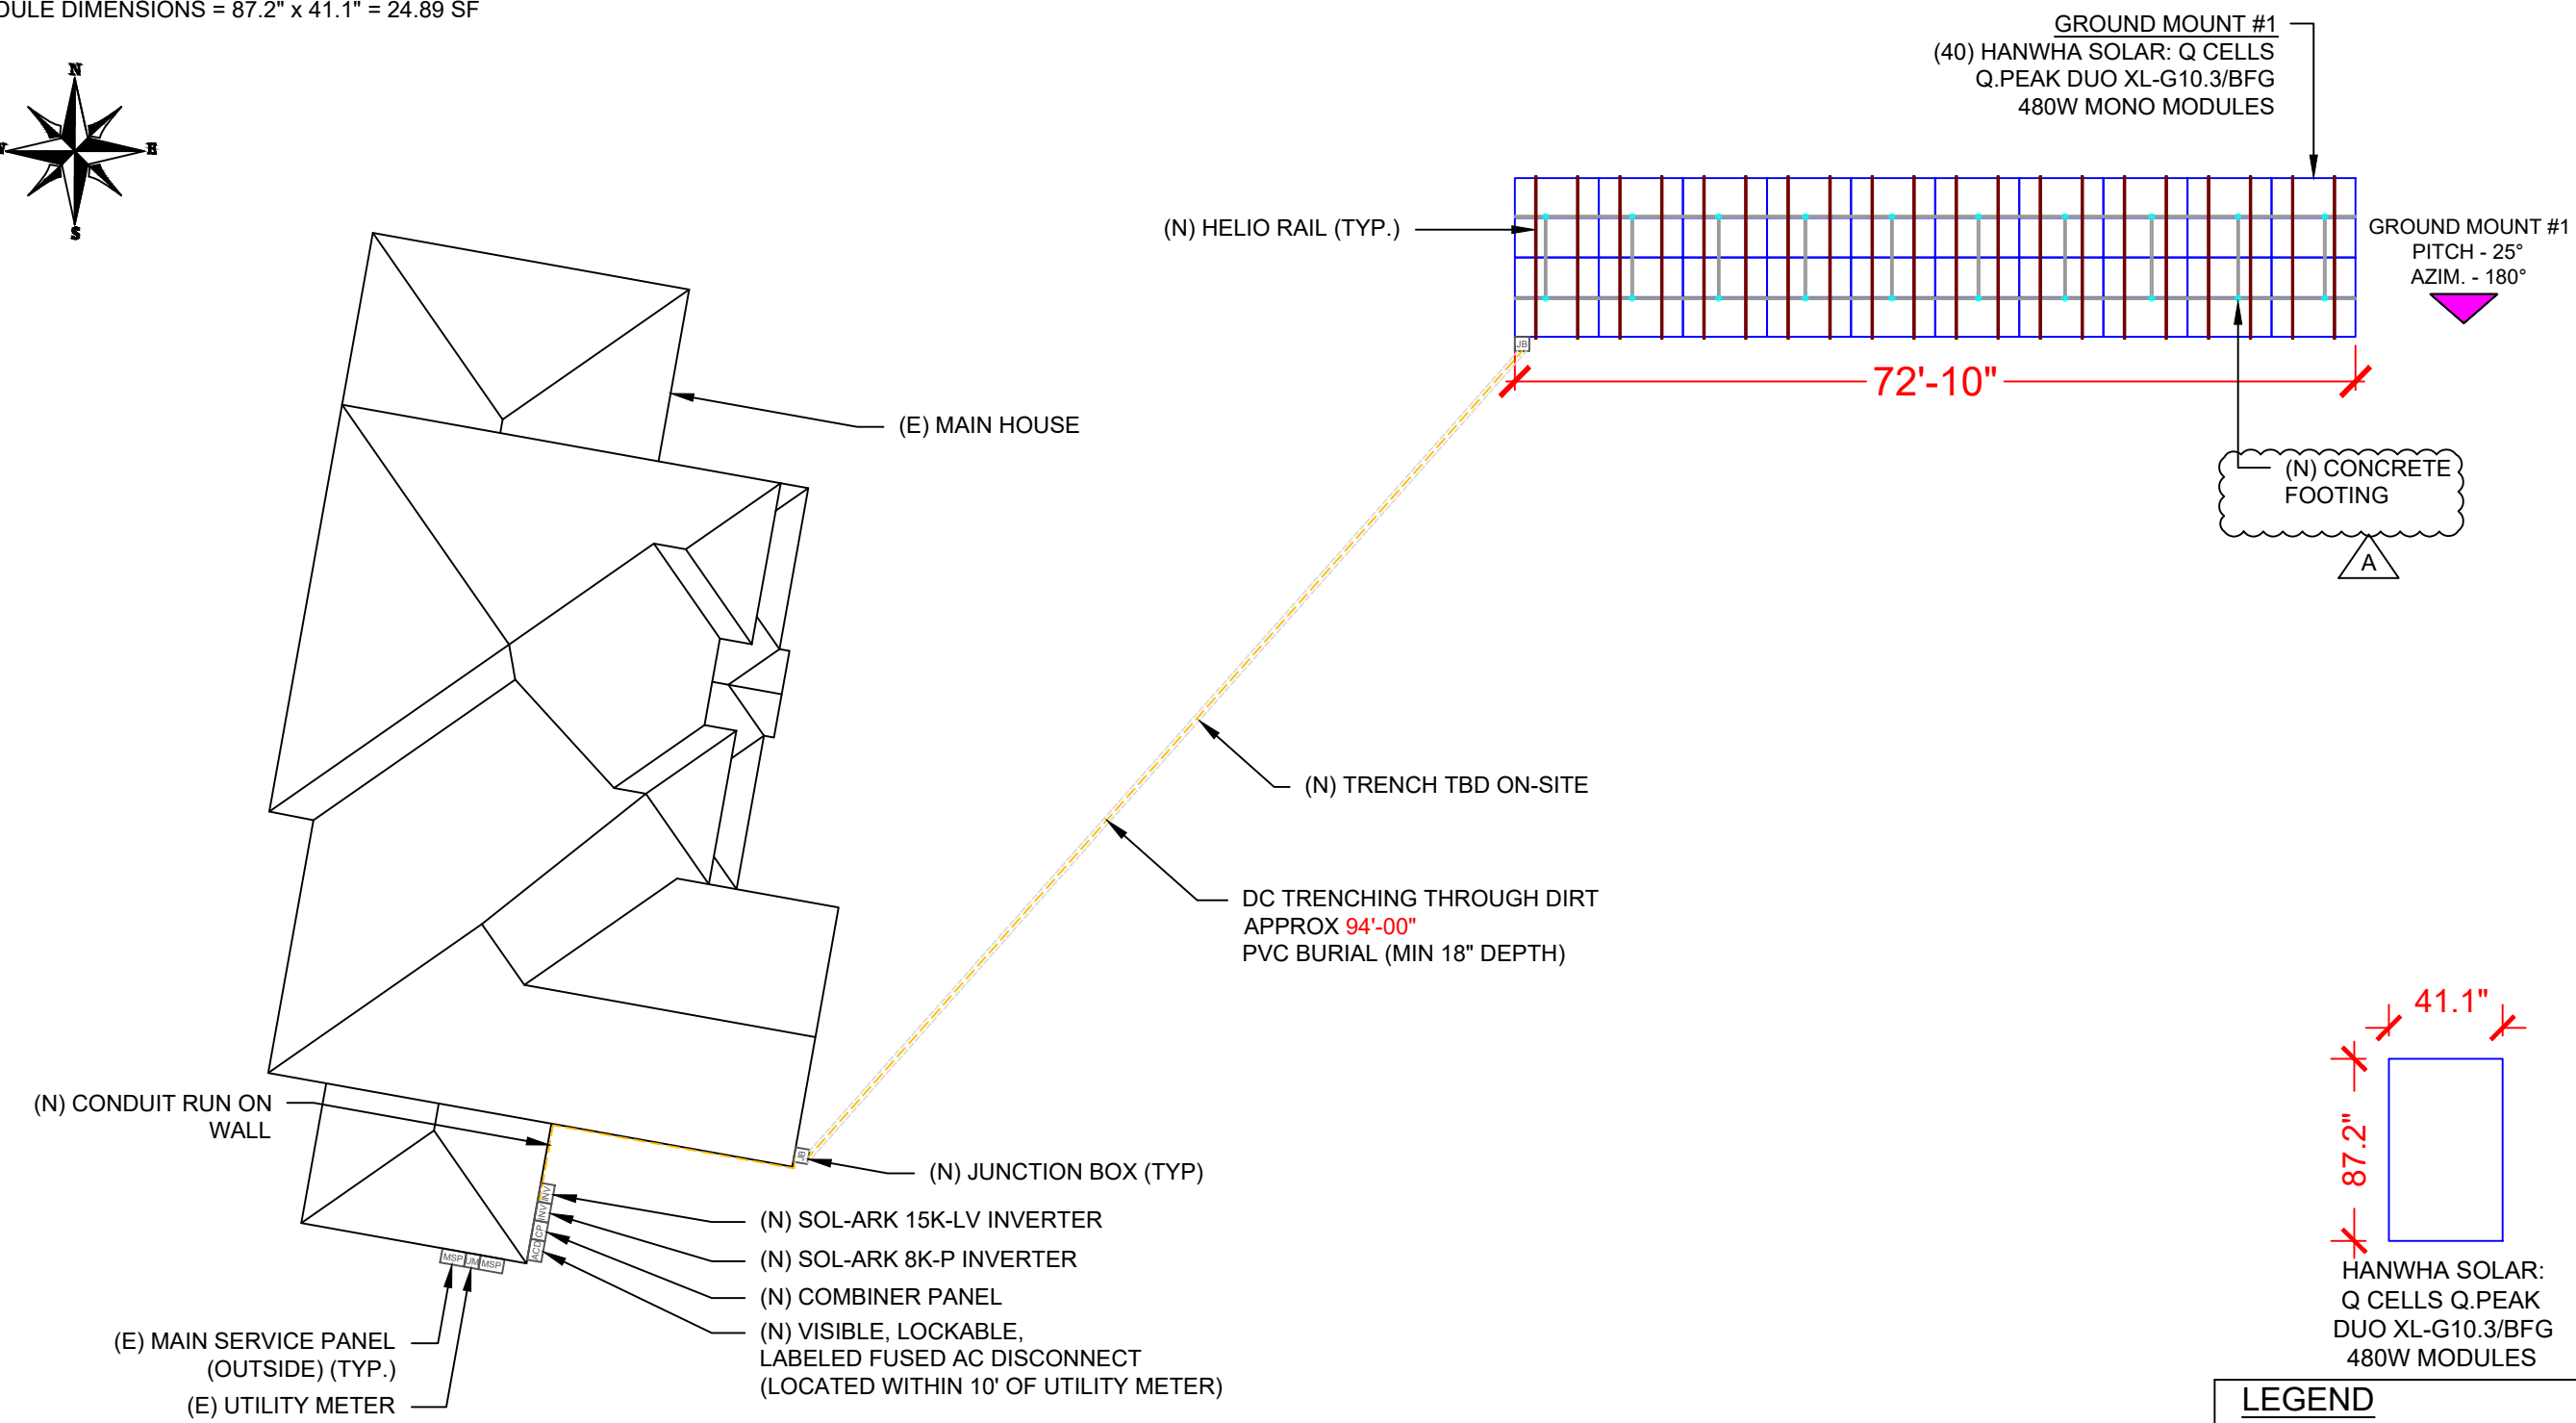 DULE DIMENSIONS = 87.2" x 41.1" = 24.89 SF
N
E
S
GROUND MOUNT #1
(40) HANWHA SOLAR: Q CELLS
Q.PEAK DUO XL-G10.3/BFG
480W MONO MODULES
(N) HELIO RAIL (TYP.)
GROUND MOUNT #1
PITCH - 25°
AZIM. - 180°
JB
72'-10"
(E) MAIN HOUSE
(N) CONCRETE
FOOTING
A
(N) TRENCH TBD ON-SITE
DC TRENCHING THROUGH DIRT
APPROX 94'-00"
PVC BURIAL (MIN 18" DEPTH)
41.1"
87.2"
HANWHA SOLAR:
Q CELLS Q.PEAK
DUO XL-G10.3/BFG
480W MODULES
(N) CONDUIT RUN ON
WALL
JB
(N) JUNCTION BOX (TYP)
INV
INV
CP
ACD
(N) SOL-ARK 15K-LV INVERTER
(N) SOL-ARK 8K-P INVERTER
(N) COMBINER PANEL
(N) VISIBLE, LOCKABLE,
LABELED FUSED AC DISCONNECT
(LOCATED WITHIN 10' OF UTILITY METER)
MSP UM MSP
(E) MAIN SERVICE PANEL
(OUTSIDE) (TYP.)
(E) UTILITY METER
LEGEND